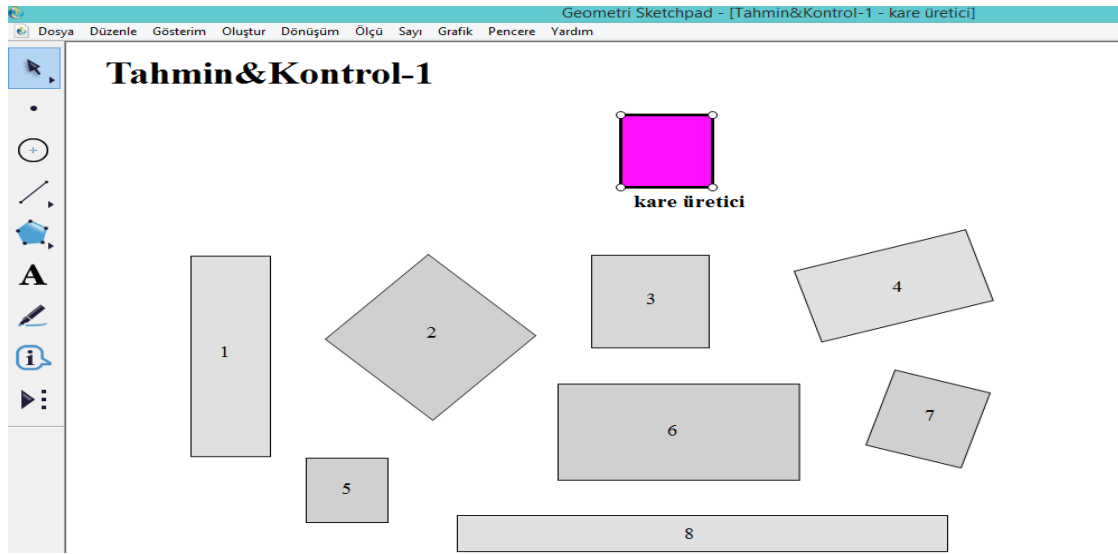 Geometri Sketchpad - [Tahmin&Kontrol-1 - kare üretici]
Dosya Düzenle Gösterim Oluştur Dönüşüm Ölçü Sayı Grafik Pencere Yardım
Tahmin&Kontrol-1
kare üretici
1
2
3
4
5
6
7
8
A
i